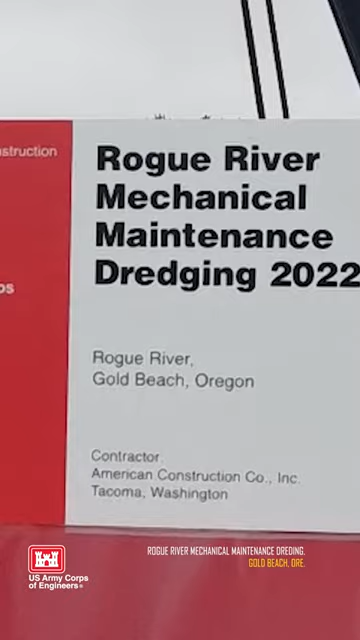 nstruction
Rogue River
Mechanical
Maintenance
Dredging 2022
ps
Rogue River,
Gold Beach, Oregon
Contractor:
American Construction Co., Inc.
Tacoma, Washington
US Army Corps
of Engineers®
ROGUE RIVER MECHANICAL MAINTENANCE DREDING.
GOLD BEACH, ORE.